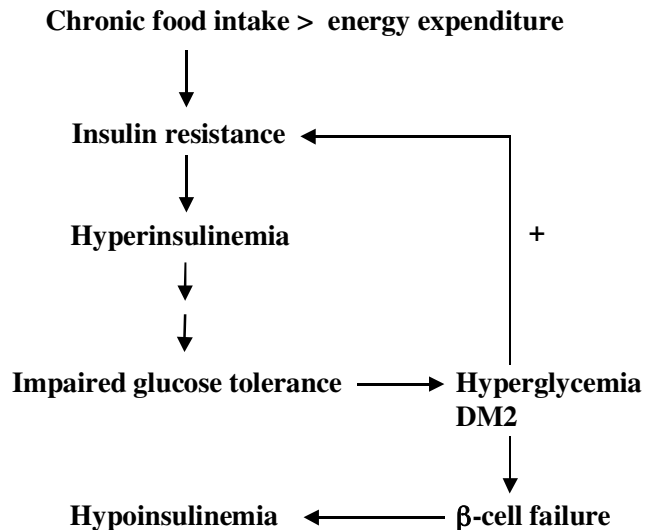 Chronic food intake > energy expenditure
Insulin resistance
Hyperinsulinemia
+
Impaired glucose tolerance
Hyperglycemia
DM2
Hypoinsulinemia
β-cell failure